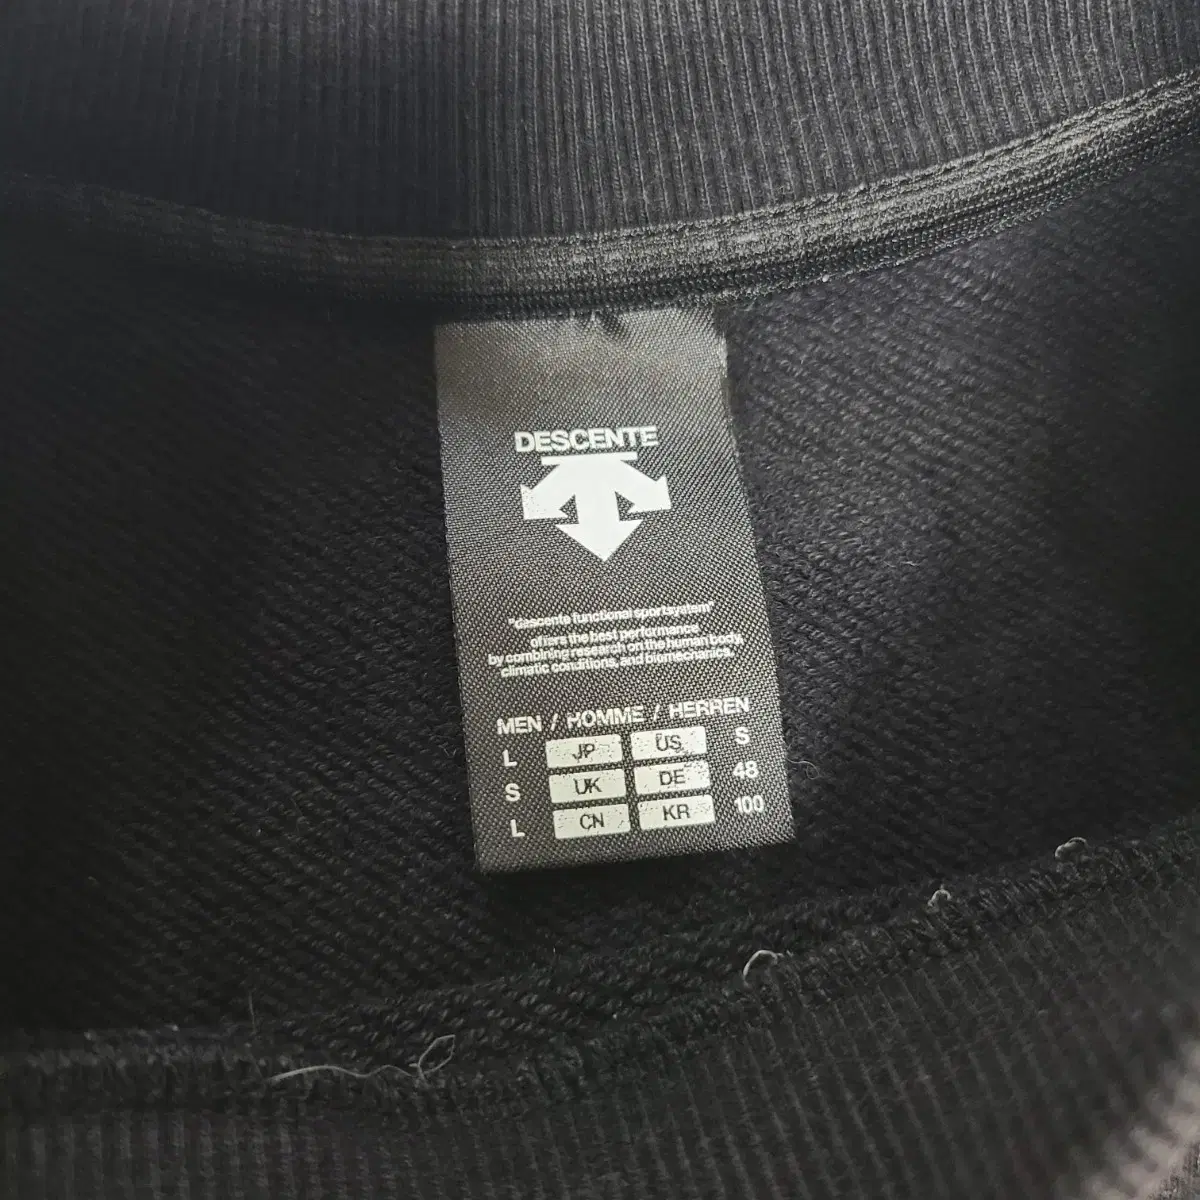 DESCENTE
"descente functional sportsystem"
offers the best performance
by combining research on the human body,
climatic conditions, and biomechanics.
MEN / HOMME / HERREN
L JP US S
S UK DE 48
L CN KR 100